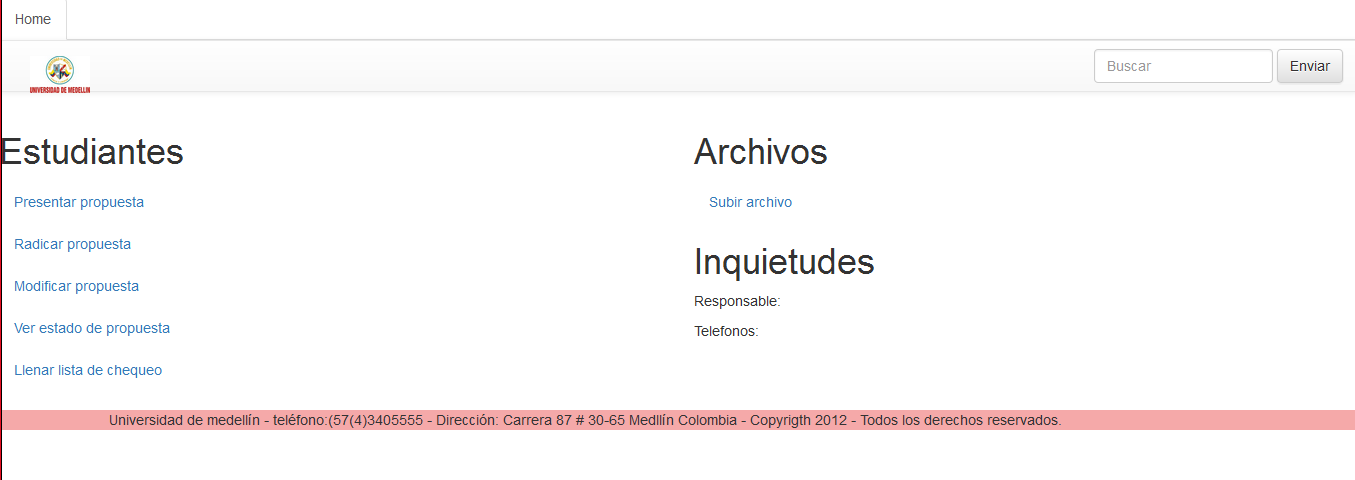 Home
UNIVERSIDAD DE MEDELLIN
Buscar
Enviar
Estudiantes
Presentar propuesta
Radicar propuesta
Modificar propuesta
Ver estado de propuesta
Llenar lista de chequeo
Archivos
Subir archivo
Inquietudes
Responsable:
Telefonos:
Universidad de medellín - teléfono:(57(4)3405555 - Dirección: Carrera 87 # 30-65 Medllín Colombia - Copyrigth 2012 - Todos los derechos reservados.